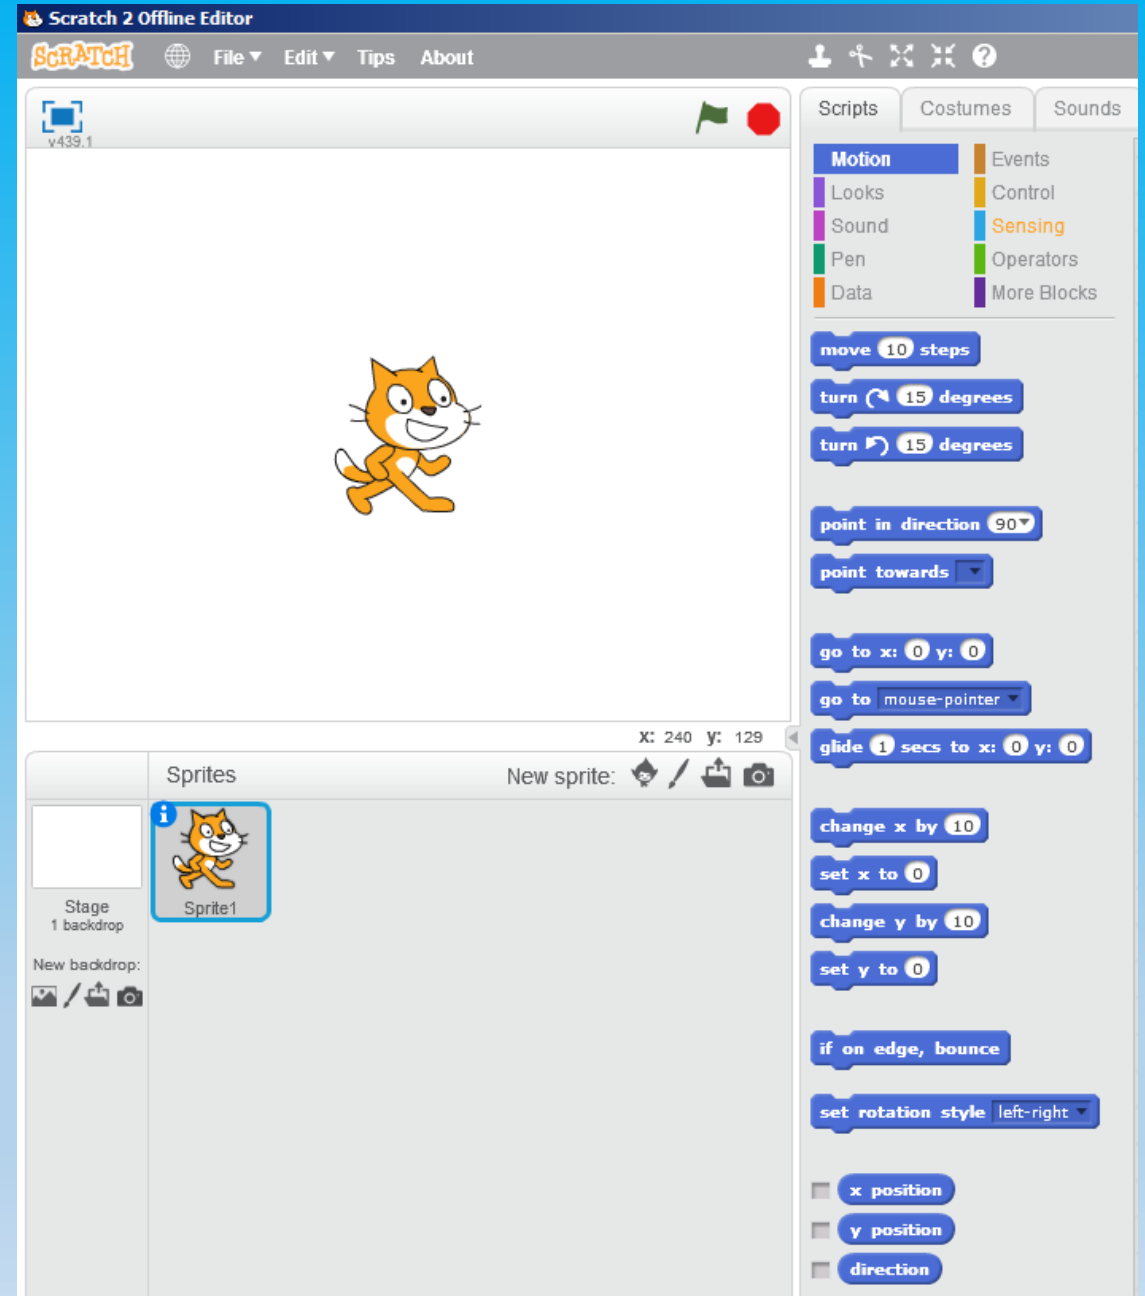 Scratch 2 Offline Editor
SCRATCH File Edit Tips About
v439.1
x: 240 y: 129
Sprites New sprite:
Stage
1 backdrop
New backdrop:
Sprite1
Scripts Costumes Sounds
Motion Events
Looks Control
Sound Sensing
Pen Operators
Data More Blocks
move 10 steps
turn 15 degrees
turn 15 degrees
point in direction 90
point towards
go to x: 0 y: 0
go to mouse-pointer
glide 1 secs to x: 0 y: 0
change x by 10
set x to 0
change y by 10
set y to 0
if on edge, bounce
set rotation style left-right
x position
y position
direction